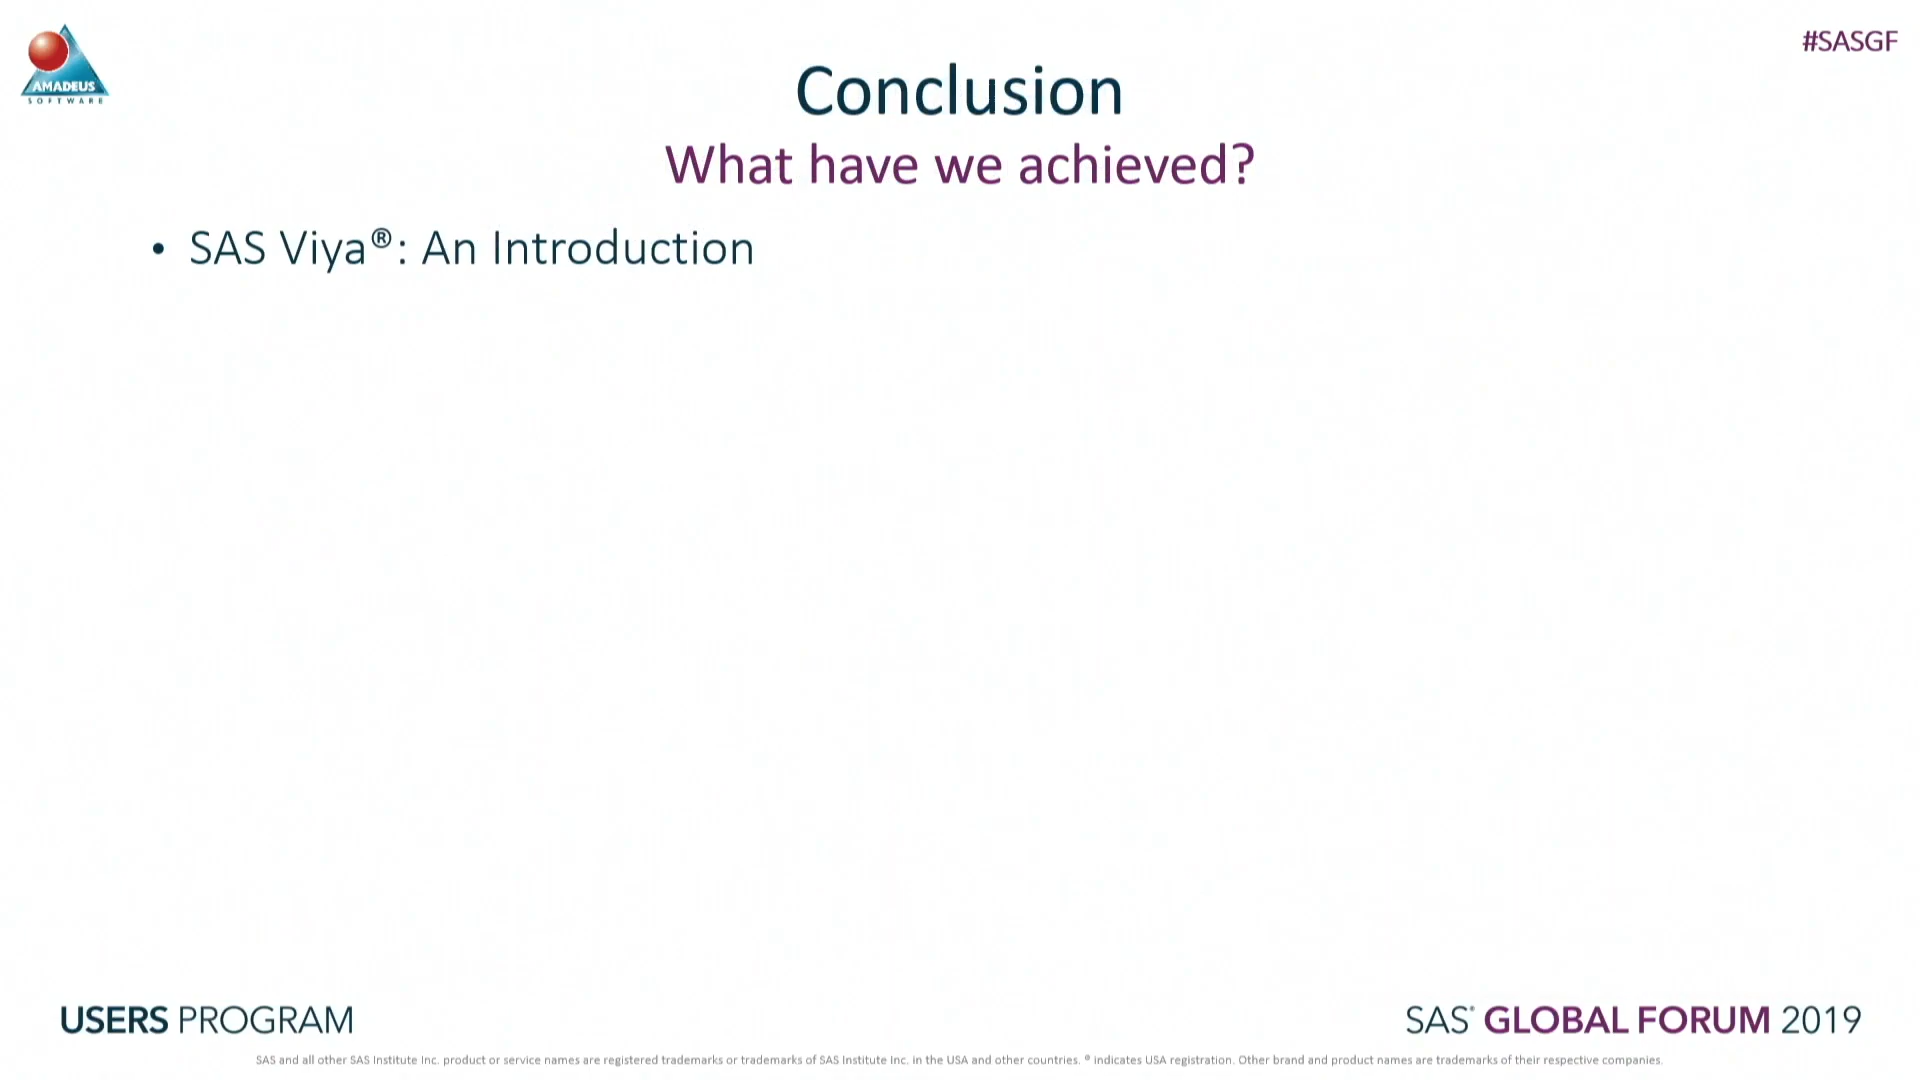 AMADEUS
SOFTWARE
#SASGF
Conclusion
What have we achieved?
• SAS Viya®: An Introduction
USERS PROGRAM
SAS® GLOBAL FORUM 2019
SAS and all other SAS Institute Inc. product or service names are registered trademarks or trademarks of SAS Institute Inc. in the USA and other countries. ® indicates USA registration. Other brand and product names are trademarks of their respective companies.